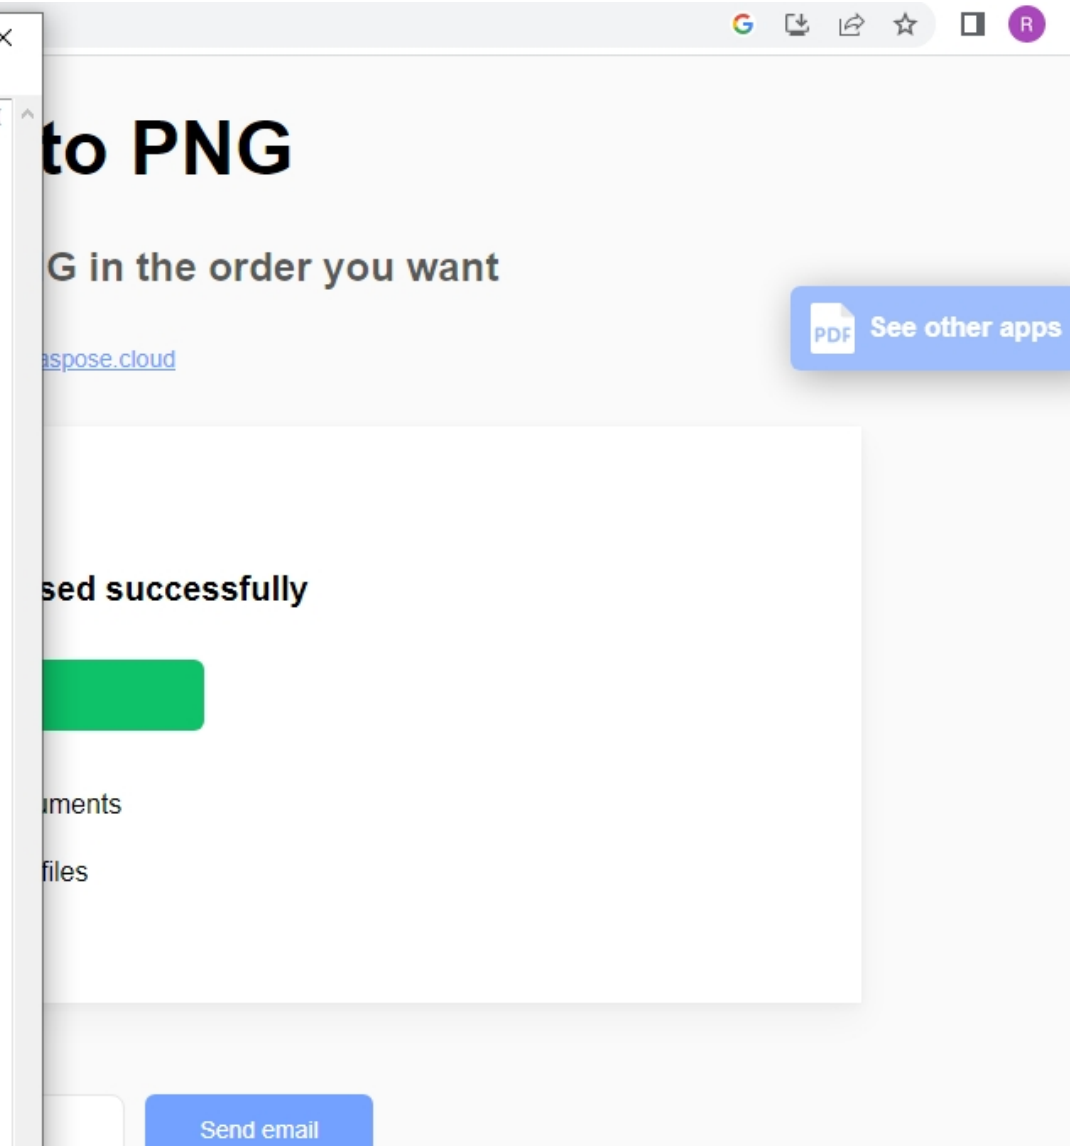 R
to PNG
G in the order you want
PDF See other apps
aspose.cloud
sed successfully
uments
files
Send email